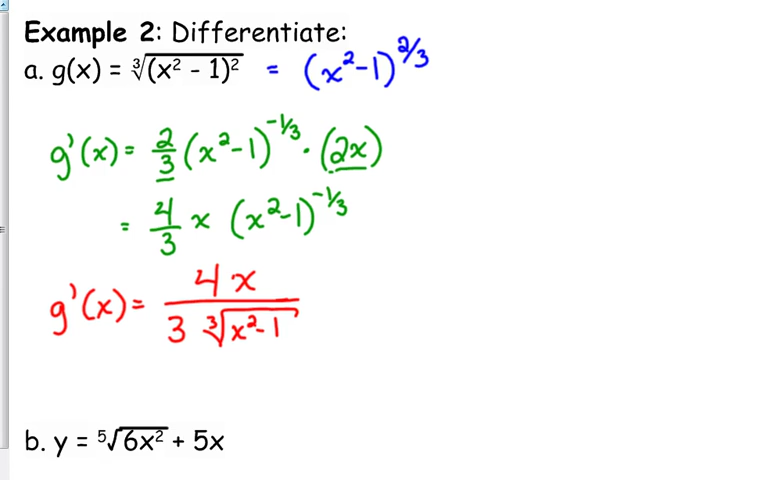 Example 2: Differentiate:
a. g(x) = ∛(x² - 1)² = (x²-1)^(2/3)
g'(x) = 2/3 (x²-1)^(-1/3) · (2x)
= 4/3 x (x²-1)^(-1/3)
g'(x) = 4x / 3 ∛(x²-1)
b. y = ⁵√(6x²) + 5x